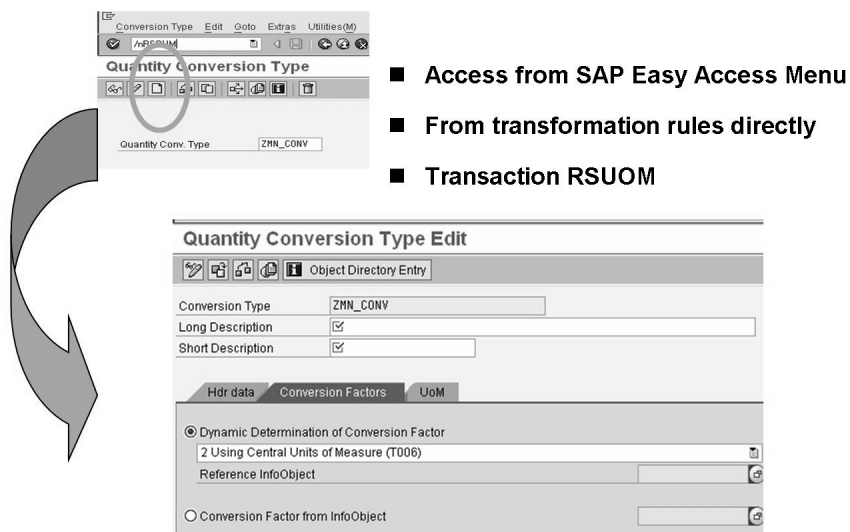 Conversion Type Edit Goto Extras Utilities(M)
/nRSOUM
Quantity Conversion Type
Quantity Conv. Type ZMN_CONV
■ Access from SAP Easy Access Menu
■ From transformation rules directly
■ Transaction RSUOM
Quantity Conversion Type Edit
Object Directory Entry
Conversion Type ZMN_CONV
Long Description
Short Description
Hdr data Conversion Factors UoM
Dynamic Determination of Conversion Factor
2 Using Central Units of Measure (T006)
Reference InfoObject
Conversion Factor from InfoObject